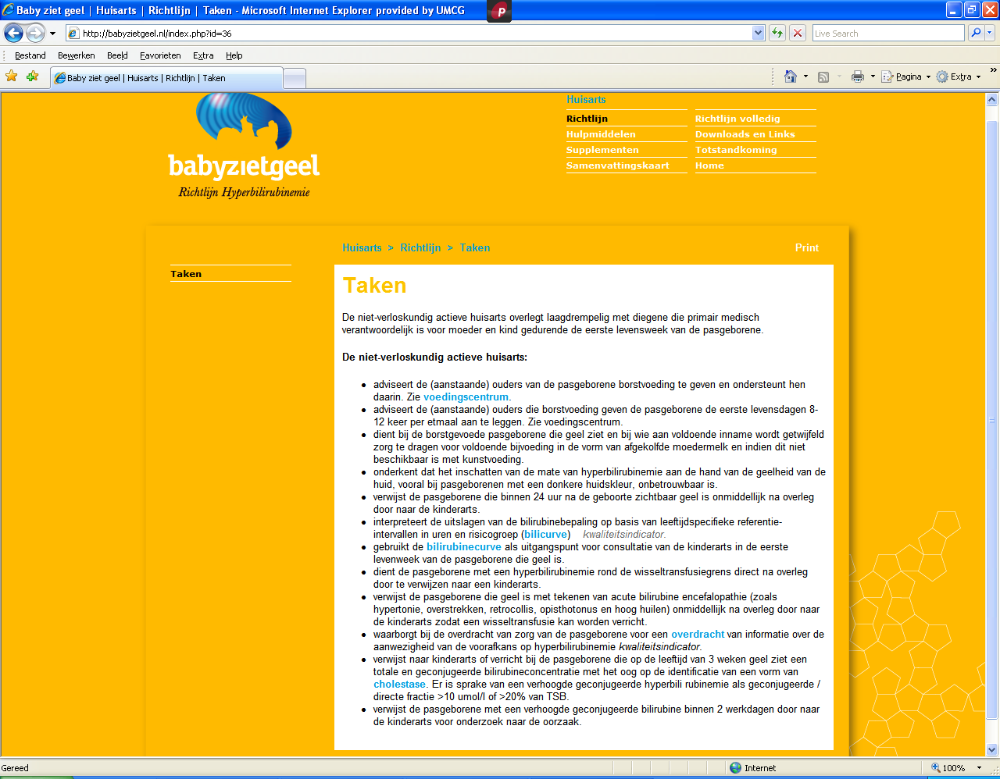 Baby ziet geel | Huisarts | Richtlijn | Taken - Microsoft Internet Explorer provided by UMCG
http://babyzietgeel.nl/index.php?id=36
Live Search
Bestand Bewerken Beeld Favorieten Extra Help
Baby ziet geel | Huisarts | Richtlijn | Taken
Pagina Extra
babyzietgeel
Richtlijn Hyperbilirubinemie
Huisarts
Richtlijn Richtlijn volledig
Hulpmiddelen Downloads en Links
Supplementen Totstandkoming
Samenvattingskaart Home
Huisarts > Richtlijn > Taken Print
Taken
Taken
De niet-verloskundig actieve huisarts overlegt laagdrempelig met diegene die primair medisch
verantwoordelijk is voor moeder en kind gedurende de eerste levensweek van de pasgeborene.
De niet-verloskundig actieve huisarts:
• adviseert de (aanstaande) ouders van de pasgeborene borstvoeding te geven en ondersteunt hen
daarin. Zie voedingscentrum.
• adviseert de (aanstaande) ouders die borstvoeding geven de pasgeborene de eerste levensdagen 8-
12 keer per etmaal aan te leggen. Zie voedingscentrum.
• dient bij de borstgevoede pasgeborene die geel ziet en bij wie aan voldoende inname wordt getwijfeld
zorg te dragen voor voldoende bijvoeding in de vorm van afgekolfde moedermelk en indien dit niet
beschikbaar is met kunstvoeding.
• onderkent dat het inschatten van de mate van hyperbilirubinemie aan de hand van de geelheid van de
huid, vooral bij pasgeborenen met een donkere huidskleur, onbetrouwbaar is.
• verwijst de pasgeborene die binnen 24 uur na de geboorte zichtbaar geel is onmiddellijk na overleg
door naar de kinderarts.
• interpreteert de uitslagen van de bilirubinebepaling op basis van leeftijdspecifieke referentie-
intervallen in uren en risicogroep (bilicurve) kwaliteitsindicator.
• gebruikt de bilirubinecurve als uitgangspunt voor consultatie van de kinderarts in de eerste
levenweek van de pasgeborene die geel is.
• dient de pasgeborene met een hyperbilirubinemie rond de wisseltransfusiegrens direct na overleg
door te verwijzen naar een kinderarts.
• verwijst de pasgeborene die geel is met tekenen van acute bilirubine encefalopathie (zoals
hypertonie, overstrekken, retrocollis, opisthotonus en hoog huilen) onmiddellijk na overleg door naar
de kinderarts zodat een wisseltransfusie kan worden verricht.
• waarborgt bij de overdracht van zorg van de pasgeborene voor een overdracht van informatie over de
aanwezigheid van de voorafkans op hyperbilirubinemie kwaliteitsindicator.
• verwijst naar kinderarts of verricht bij de pasgeborene die op de leeftijd van 3 weken geel ziet een
totale en geconjugeerde bilirubineconcentratie met het oog op de identificatie van een vorm van
cholestase. Er is sprake van een verhoogde geconjugeerde hyperbili rubinemie als geconjugeerde /
directe fractie >10 umol/l of >20% van TSB.
• verwijst de pasgeborene met een verhoogde geconjugeerde bilirubine binnen 2 werkdagen door naar
de kinderarts voor onderzoek naar de oorzaak.
Gereed Internet 100%